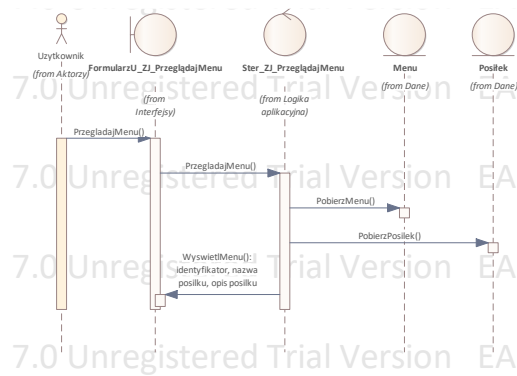 Uzytkownik
(from Aktorzy)
FormularzU_ZJ_PrzeglądajMenu
(from
Interfejsy)
Ster_ZJ_PrzeglądajMenu
(from Logika
aplikacyjna)
Menu
(from Dane)
Posiłek
(from Dane)
7.0 Unregistered Trial Version EA
PrzegladajMenu()
PrzegladajMenu()
7.0 Unregistered Trial Version EA
PobierzMenu()
PobierzPosilek()
WyswietlMenu():
identyfikator, nazwa
posilku, opis posilku
7.0 Unregistered Trial Version EA
7.0 Unregistered Trial Version EA